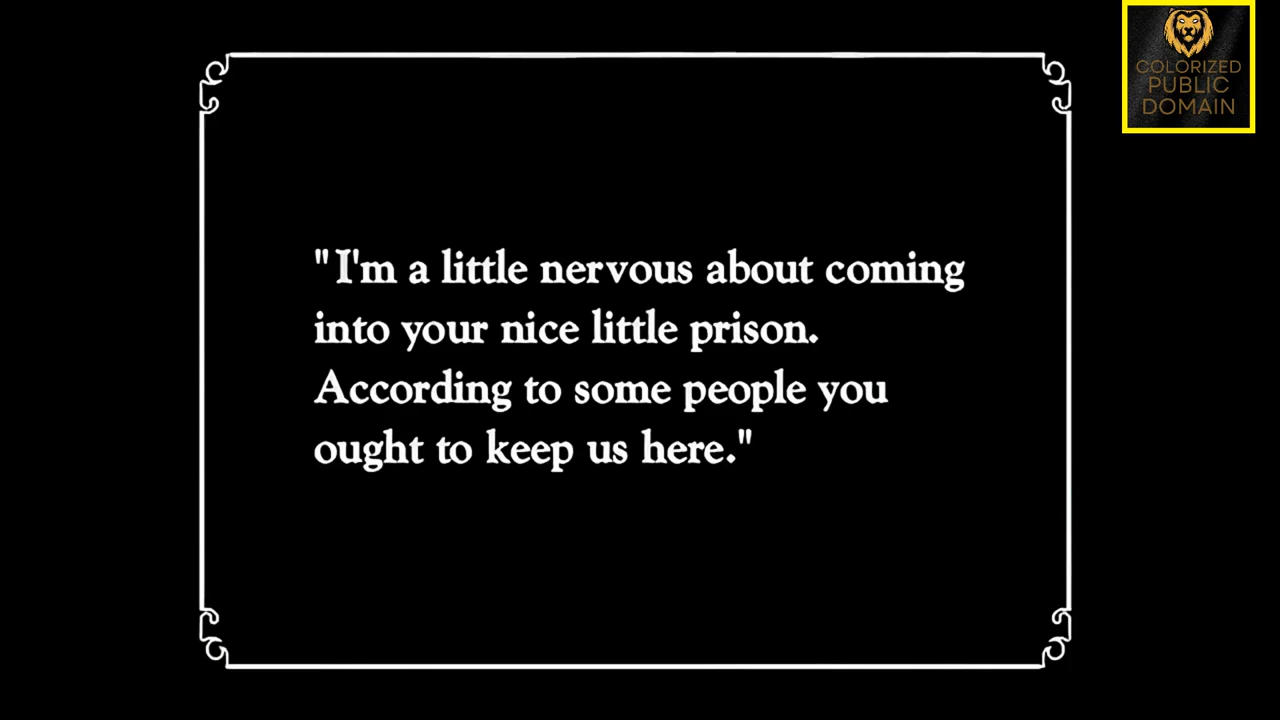 COLORIZED
PUBLIC
DOMAIN
"I'm a little nervous about coming
into your nice little prison.
According to some people you
ought to keep us here."